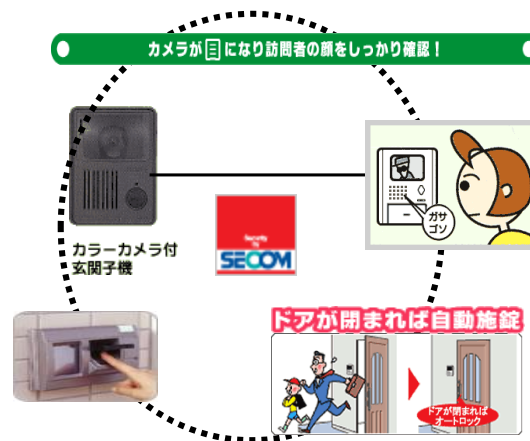 カメラが目になり訪問者の顔をしっかり確認！
カラーカメラ付
玄関子機
Security
by
SECOM
ガサ
ゴソ
ドアが閉まれば自動施錠
ドアが閉まれば
オートロック